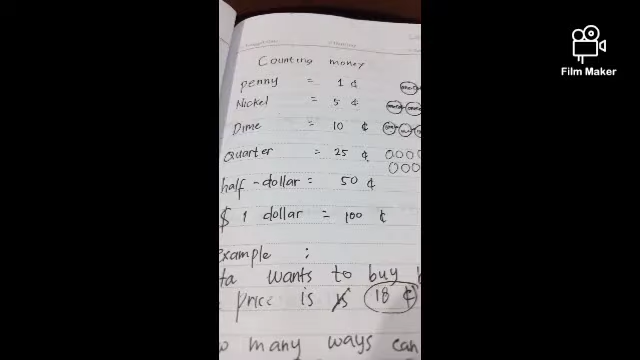 Counting money
penny = 1 ¢
Nickel = 5 ¢
Dime = 10 ¢
Quarter = 25 ¢
half-dollar = 50 ¢
$ 1 dollar = 100 ¢
example :
ta wants to buy
price is 18 ¢
many ways can
Film Maker